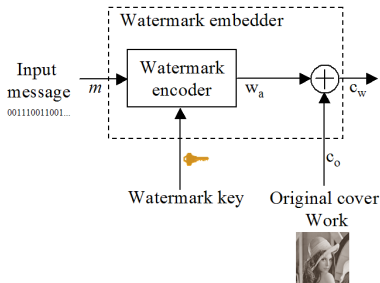 Watermark embedder
Input
message
001110011001...
m
Watermark
encoder
wa
cw
co
Watermark key
Original cover
Work